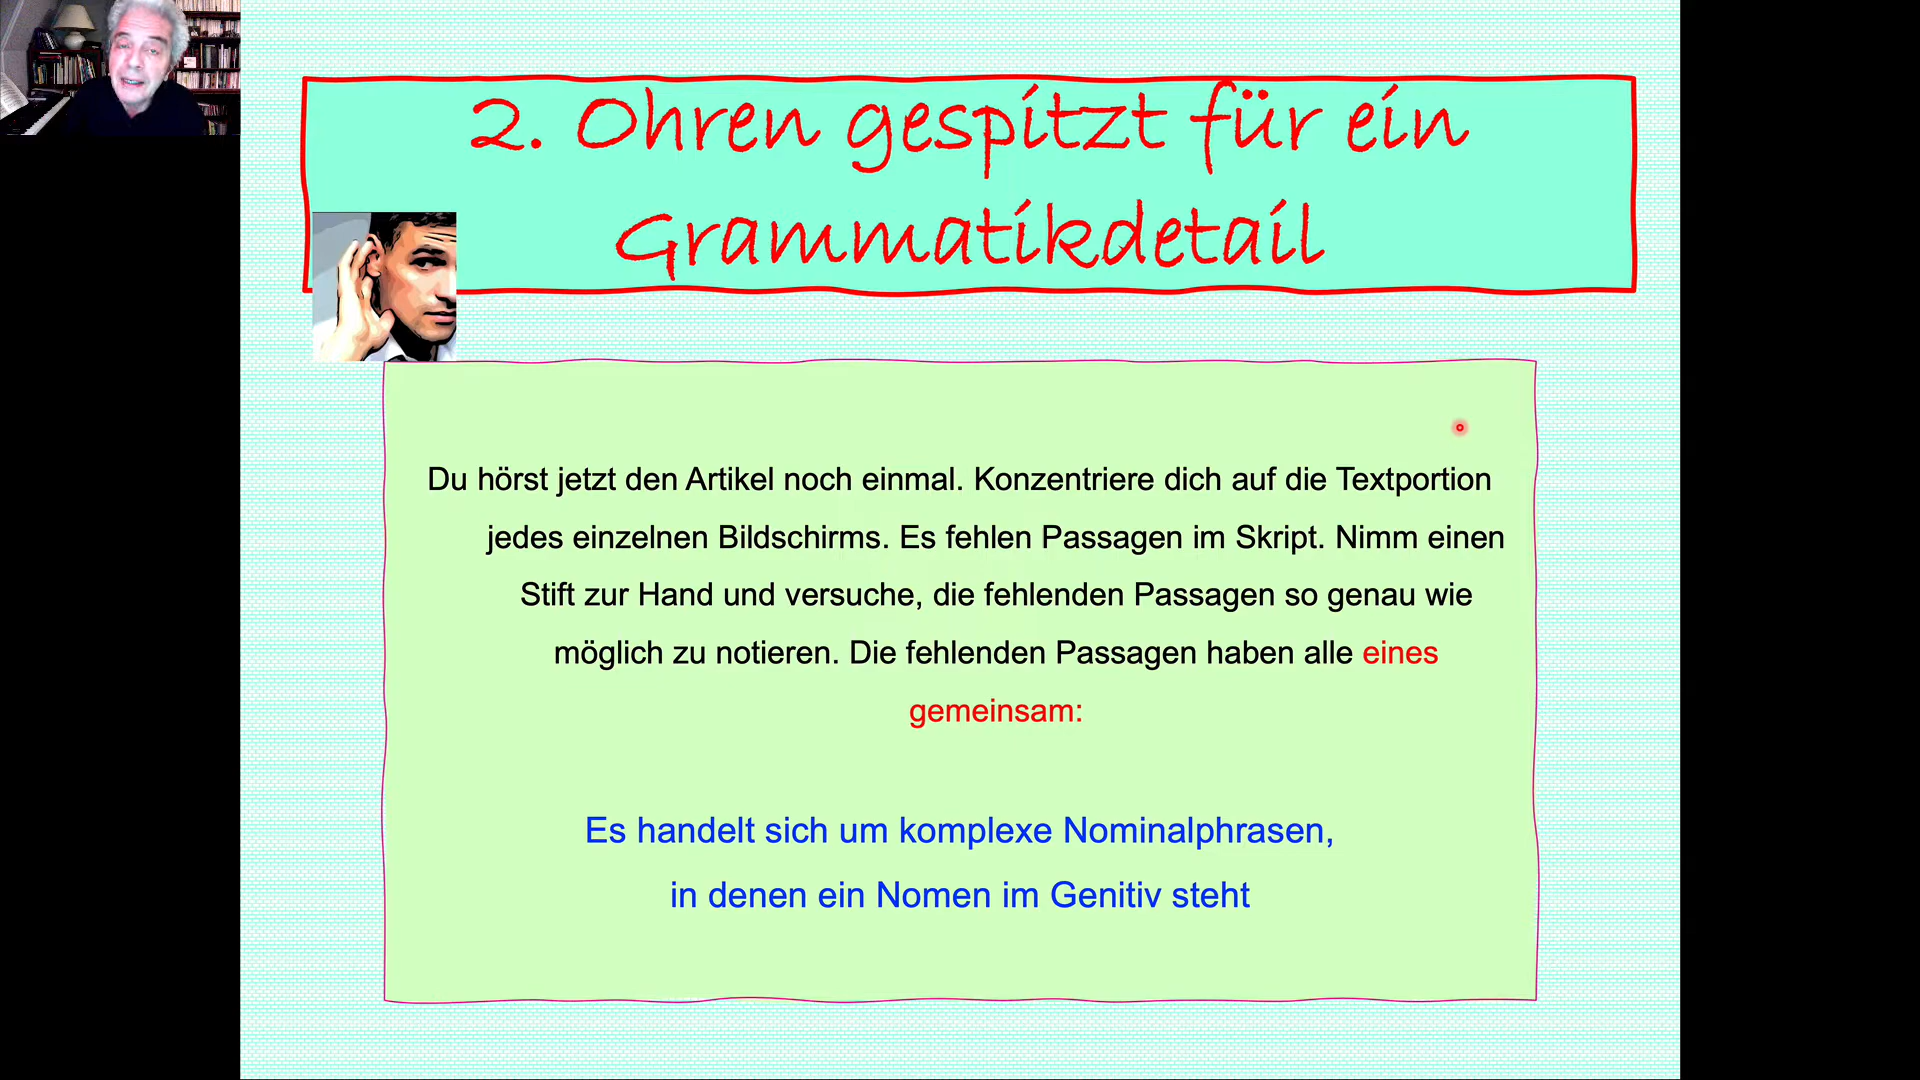 2. Ohren gespitzt für ein
Grammatikdetail
Du hörst jetzt den Artikel noch einmal. Konzentriere dich auf die Textportion
jedes einzelnen Bildschirms. Es fehlen Passagen im Skript. Nimm einen
Stift zur Hand und versuche, die fehlenden Passagen so genau wie
möglich zu notieren. Die fehlenden Passagen haben alle eines
gemeinsam:
Es handelt sich um komplexe Nominalphrasen,
in denen ein Nomen im Genitiv steht